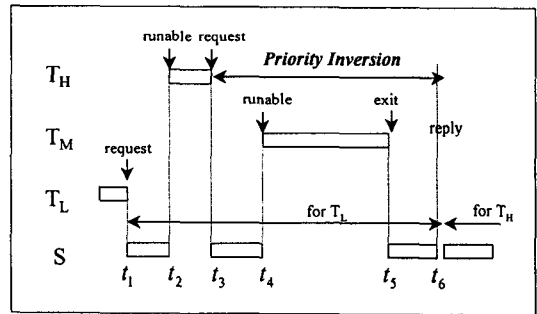 runable request
Priority Inversion
T_H
runable
exit
reply
T_M
request
T_L
for T_L
for T_H
S
t_1 t_2 t_3 t_4 t_5 t_6